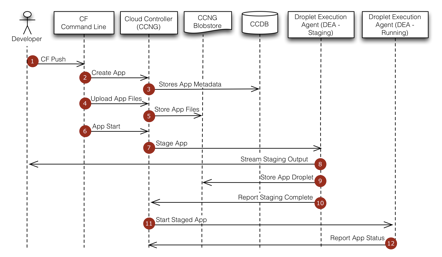 CF
Command Line
Cloud Controller
(CCNG)
CCNG
Blobstore
CCDB
Droplet Execution
Agent (DEA -
Staging)
Droplet Execution
Agent (DEA -
Running)
Developer
1 CF Push
2 Create App
3 Stores App Metadata
4 Upload App Files
5 Store App Files
6 App Start
7 Stage App
Stream Staging Output 8
Store App Droplet 9
Report Staging Complete 10
11 Start Staged App
Report App Status 12